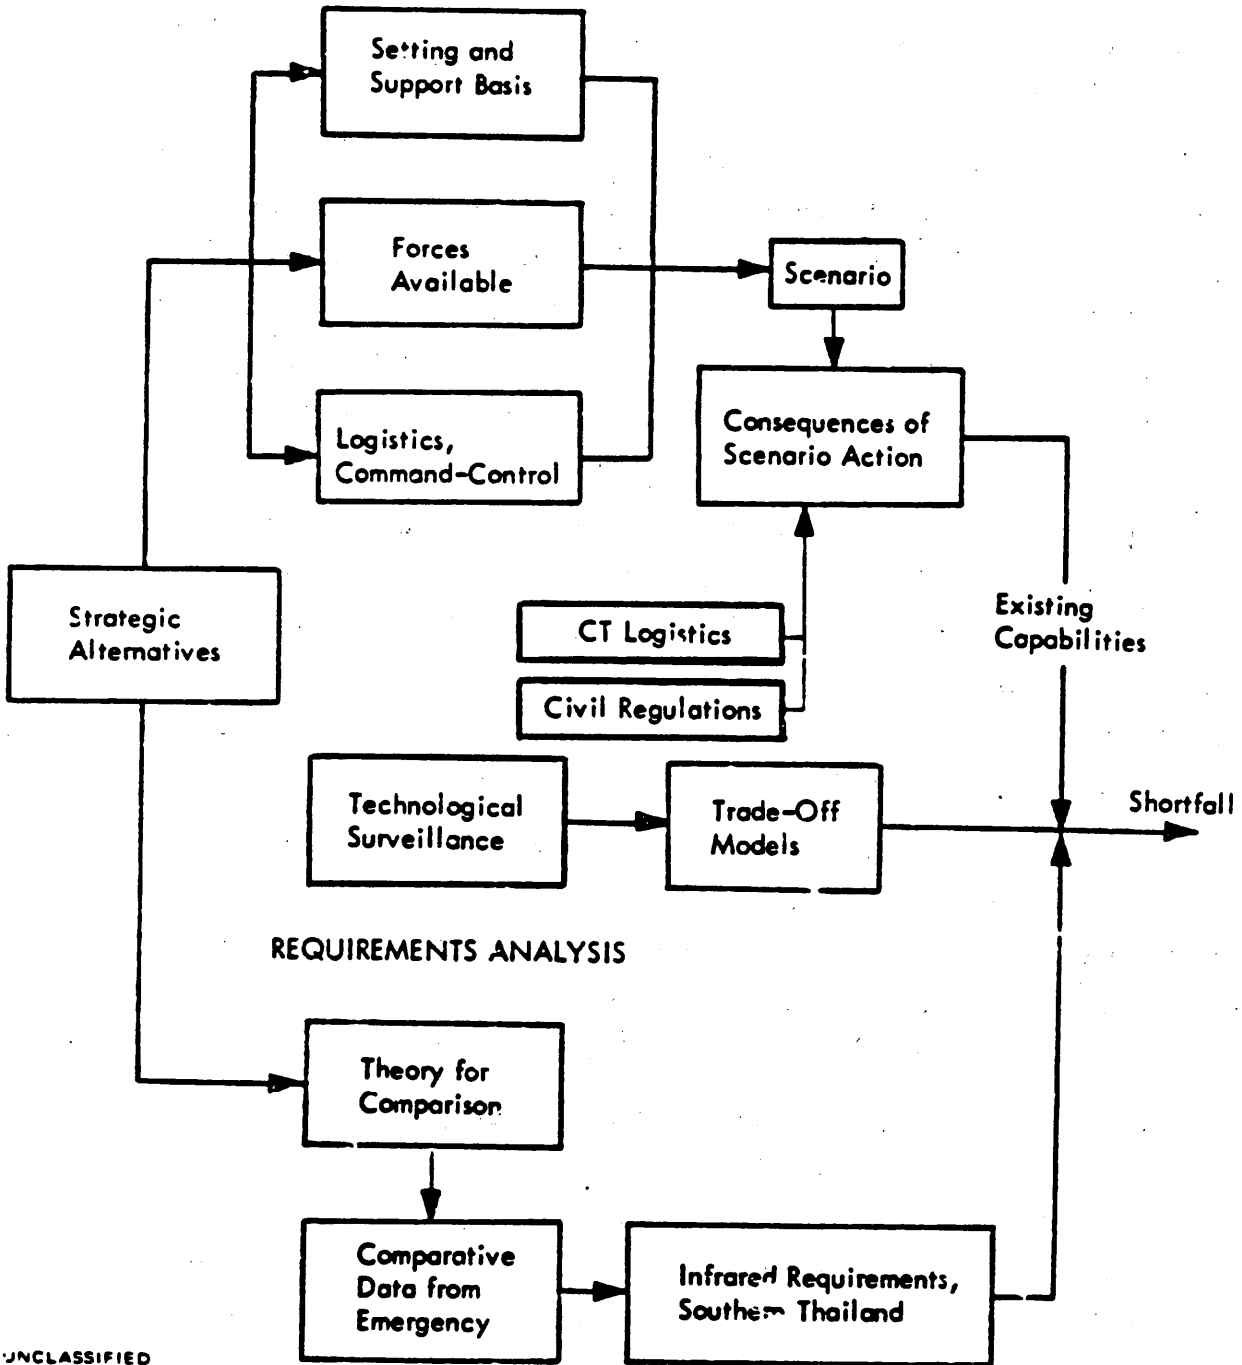 Setting and
Support Basis
Forces
Available
Scenario
Logistics,
Command-Control
Consequences of
Scenario Action
Strategic
Alternatives
CT Logistics
Civil Regulations
Existing
Capabilities
Technological
Surveillance
Trade-Off
Models
Shortfall
REQUIREMENTS ANALYSIS
Theory for
Comparison
Comparative
Data from
Emergency
Infrared Requirements,
Southern Thailand
UNCLASSIFIED